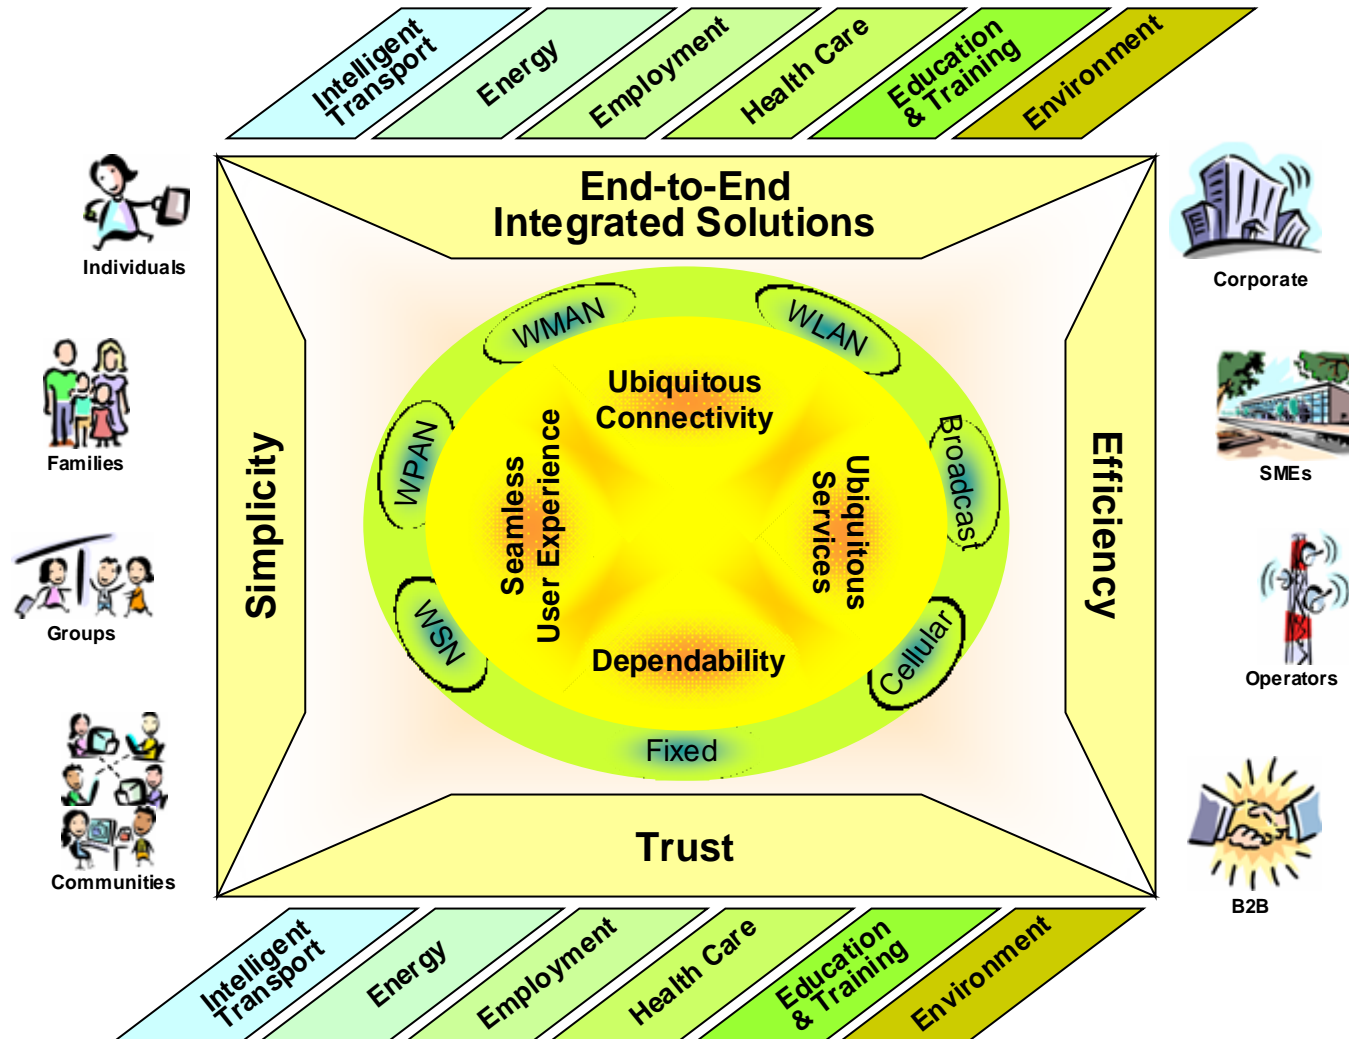 Intelligent
Transport
Energy
Employment
Health Care
Education
& Training
Environment
End-to-End
Integrated Solutions
Individuals
Families
Groups
Communities
Simplicity
WMAN
WLAN
WPAN
Broadcast
WSN
Cellular
Fixed
Ubiquitous
Connectivity
Seamless
User Experience
Ubiquitous
Services
Dependability
Efficiency
Trust
Corporate
SMEs
Operators
B2B
Intelligent
Transport
Energy
Employment
Health Care
Education
& Training
Environment